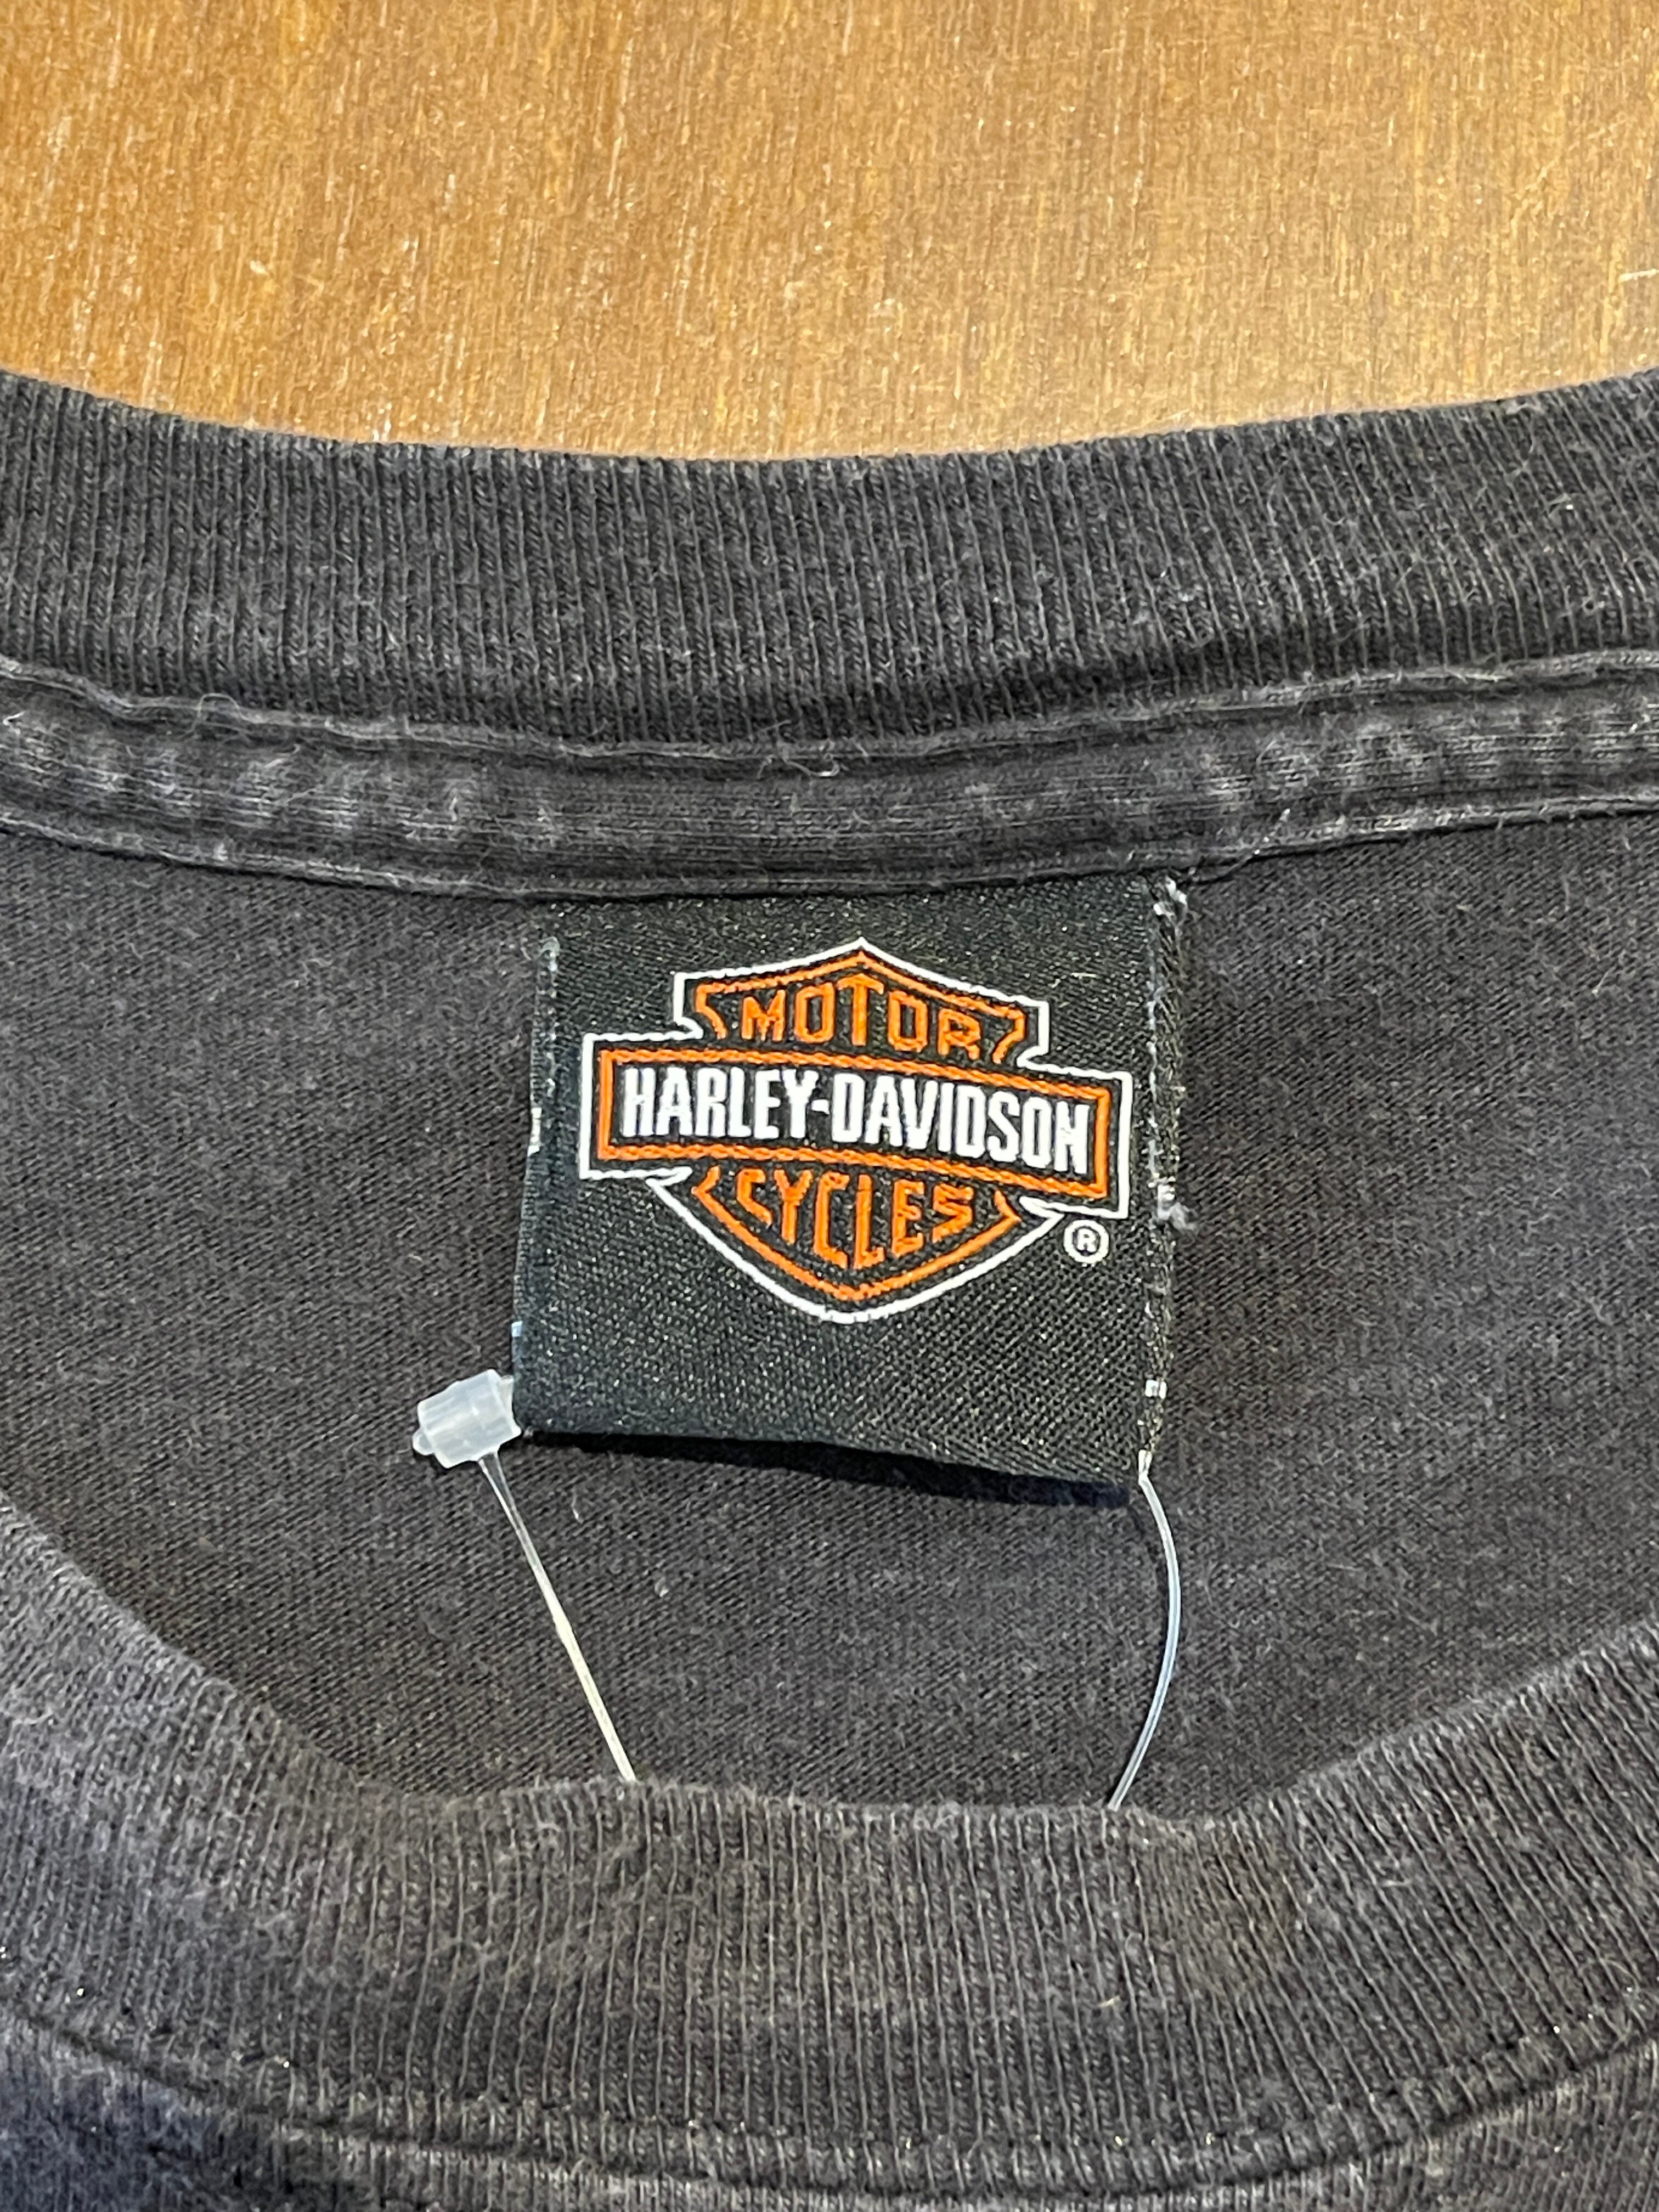 MOTOR
HARLEY-DAVIDSON
CYCLES
®